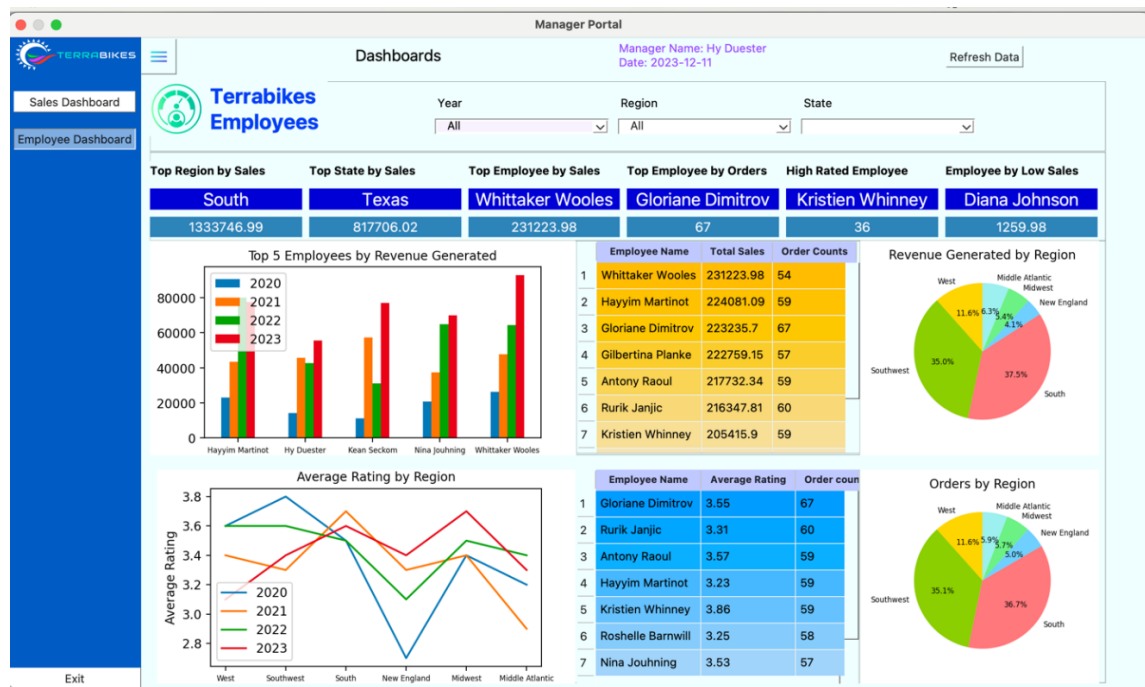 Manager Portal
TERRABIKES
Dashboards
Manager Name: Hy Duester
Date: 2023-12-11
Refresh Data
Sales Dashboard
Employee Dashboard
Exit
Terrabikes
Employees
Year
Region
State
All
All
Top Region by Sales
Top State by Sales
Top Employee by Sales
Top Employee by Orders
High Rated Employee
Employee by Low Sales
South
Texas
Whittaker Wooles
Gloriane Dimitrov
Kristien Whinney
Diana Johnson
1333746.99
817706.02
231223.98
67
36
1259.98
Top 5 Employees by Revenue Generated
80000
60000
40000
20000
0
2020
2021
2022
2023
Hayyim Martinot
Hy Duester
Kean Seckom
Nina Jouhning
Whittaker Wooles
Employee Name Total Sales Order Counts
1 Whittaker Wooles 231223.98 54
2 Hayyim Martinot 224081.09 59
3 Gloriane Dimitrov 223235.7 67
4 Gilbertina Planke 222759.15 57
5 Antony Raoul 217732.34 59
6 Rurik Janjic 216347.81 60
7 Kristien Whinney 205415.9 59
Revenue Generated by Region
West
Middle Atlantic
Midwest
New England
Southwest
South
11.6%
6.3%
5.4%
4.1%
35.0%
37.5%
Average Rating by Region
Average Rating
3.8
3.6
3.4
3.2
3.0
2.8
2020
2021
2022
2023
West
Southwest
South
New England
Midwest
Middle Atlantic
Employee Name Average Rating Order coun
1 Gloriane Dimitrov 3.55 67
2 Rurik Janjic 3.31 60
3 Antony Raoul 3.57 59
4 Hayyim Martinot 3.23 59
5 Kristien Whinney 3.86 59
6 Roshelle Barnwill 3.25 58
7 Nina Jouhning 3.53 57
Orders by Region
West
Middle Atlantic
Midwest
New England
Southwest
South
11.6%
5.9%
5.7%
5.0%
35.1%
36.7%